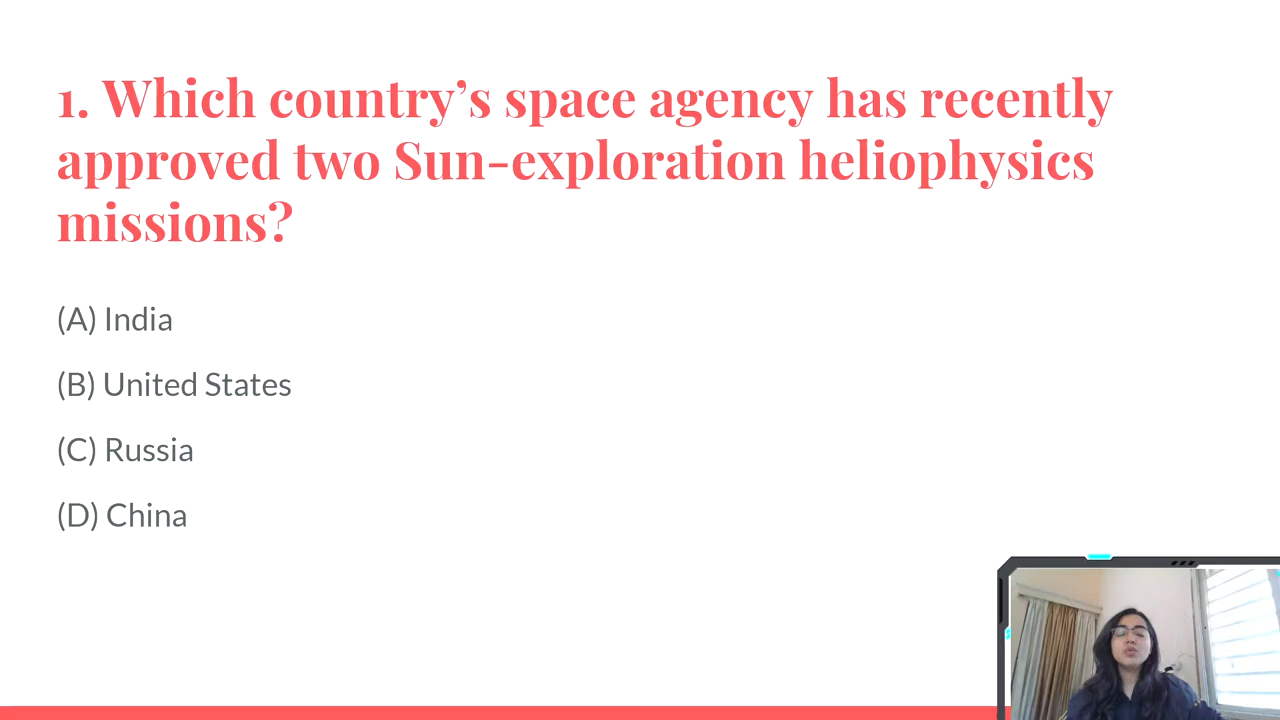 1. Which country’s space agency has recently
approved two Sun-exploration heliophysics
missions?
(A) India
(B) United States
(C) Russia
(D) China